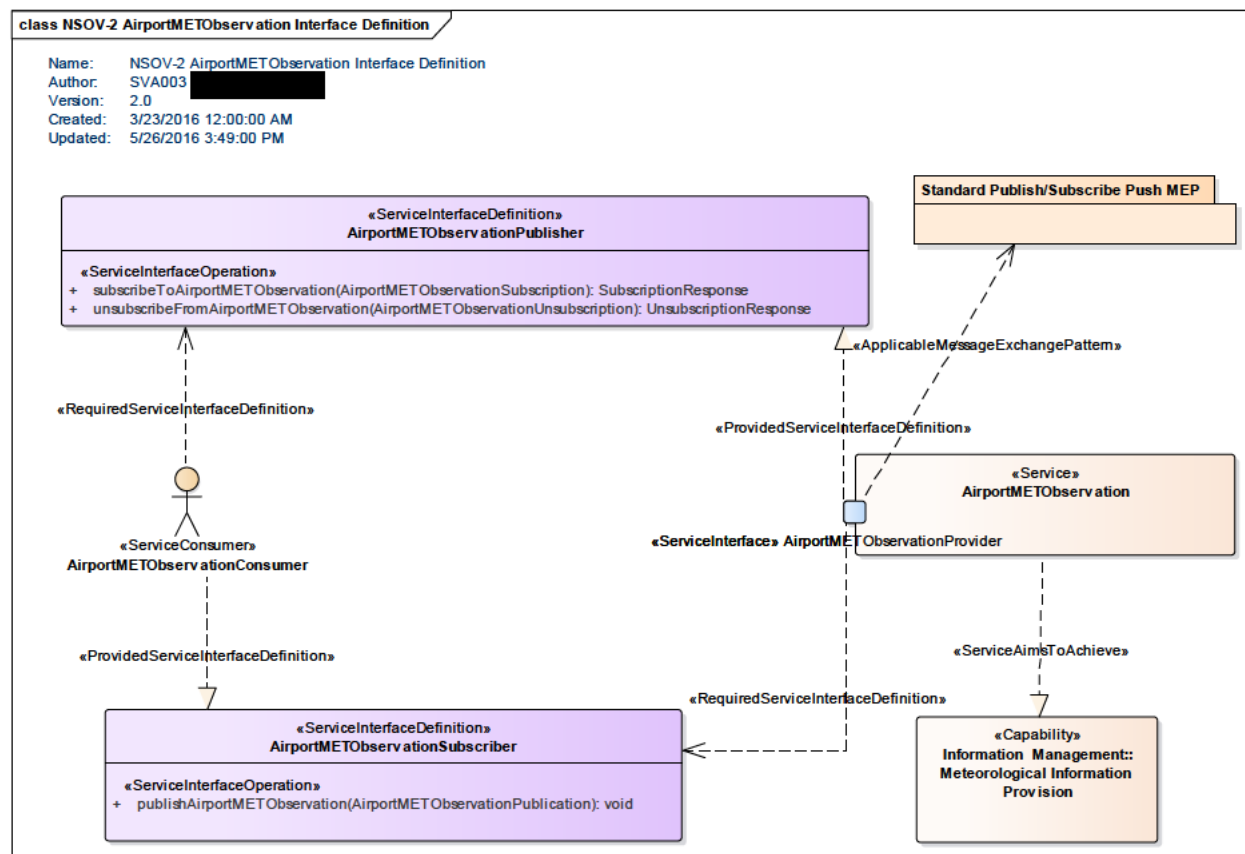 class NSOV-2 AirportMETObservation Interface Definition
Name: NSOV-2 AirportMETObservation Interface Definition
Author: SVA003
Version: 2.0
Created: 3/23/2016 12:00:00 AM
Updated: 5/26/2016 3:49:00 PM
Standard Publish/Subscribe Push MEP
«ServiceInterfaceDefinition»
AirportMETObservationPublisher
«ServiceInterfaceOperation»
+ subscribeToAirportMETObservation(AirportMETObservationSubscription): SubscriptionResponse
+ unsubscribeFromAirportMETObservation(AirportMETObservationUnsubscription): UnsubscriptionResponse
«ApplicableMessageExchangePattern»
«RequiredServiceInterfaceDefinition»
«ProvidedServiceInterfaceDefinition»
«Service»
AirportMETObservation
«ServiceInterface» AirportMETObservationProvider
«ServiceConsumer»
AirportMETObservationConsumer
«ProvidedServiceInterfaceDefinition»
«ServiceAimsToAchieve»
«RequiredServiceInterfaceDefinition»
«ServiceInterfaceDefinition»
AirportMETObservationSubscriber
«ServiceInterfaceOperation»
+ publishAirportMETObservation(AirportMETObservationPublication): void
«Capability»
Information Management::
Meteorological Information
Provision